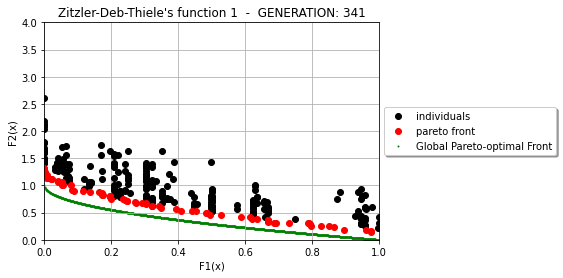 Zitzler-Deb-Thiele's function 1 - GENERATION: 341
4.0
3.5
3.0
2.5
2.0
1.5
1.0
0.5
0.0
F2(x)
0.0 0.2 0.4 0.6 0.8 1.0
F1(x)
individuals
pareto front
Global Pareto-optimal Front